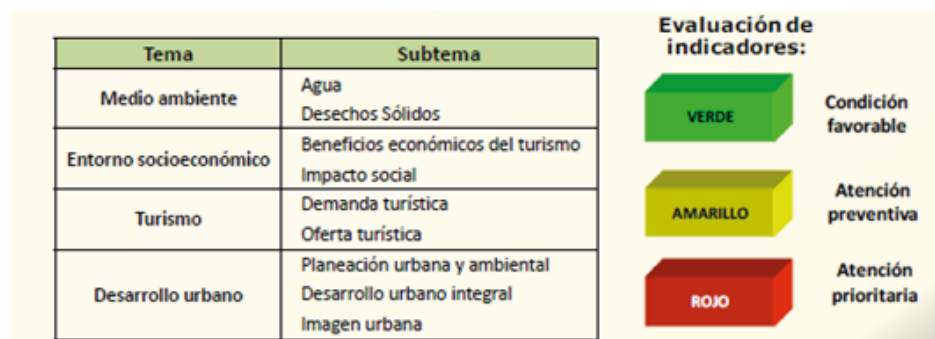 Tema
Subtema
Medio ambiente
Agua
Desechos Sólidos
Entorno socioeconómico
Beneficios económicos del turismo
Impacto social
Turismo
Demanda turística
Oferta turística
Desarrollo urbano
Planeación urbana y ambiental
Desarrollo urbano integral
Imagen urbana
Evaluación de
indicadores:
VERDE
Condición
favorable
AMARILLO
Atención
preventiva
ROJO
Atención
prioritaria